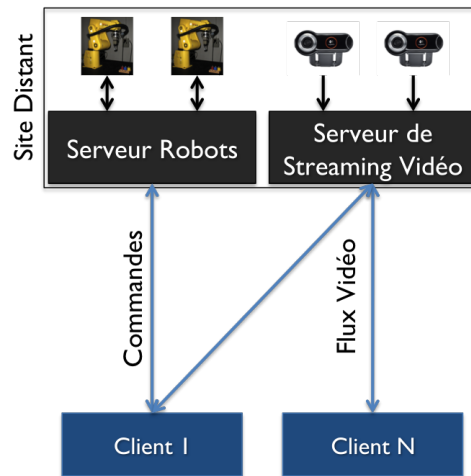 Site Distant
Serveur Robots
Serveur de
Streaming Vidéo
Commandes
Flux Vidéo
Client 1
Client N